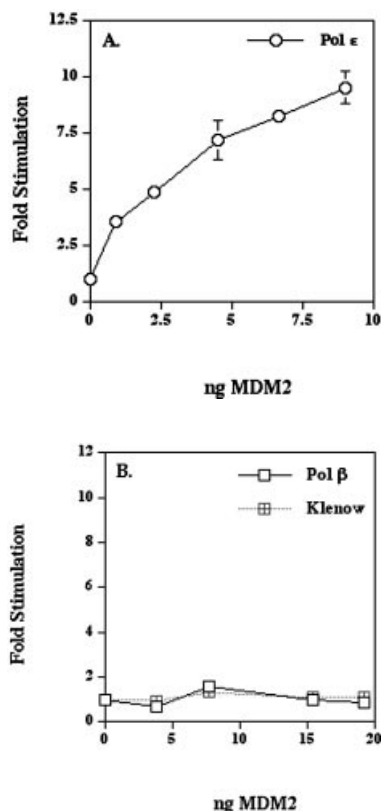 A.
Pol ε
12.5
10
7.5
5
2.5
0
Fold Stimulation
0 2.5 5 7.5 10
ng MDM2
B.
Pol β
Klenow
12
10
8
6
4
2
0
Fold Stimulation
0 5 10 15 20
ng MDM2